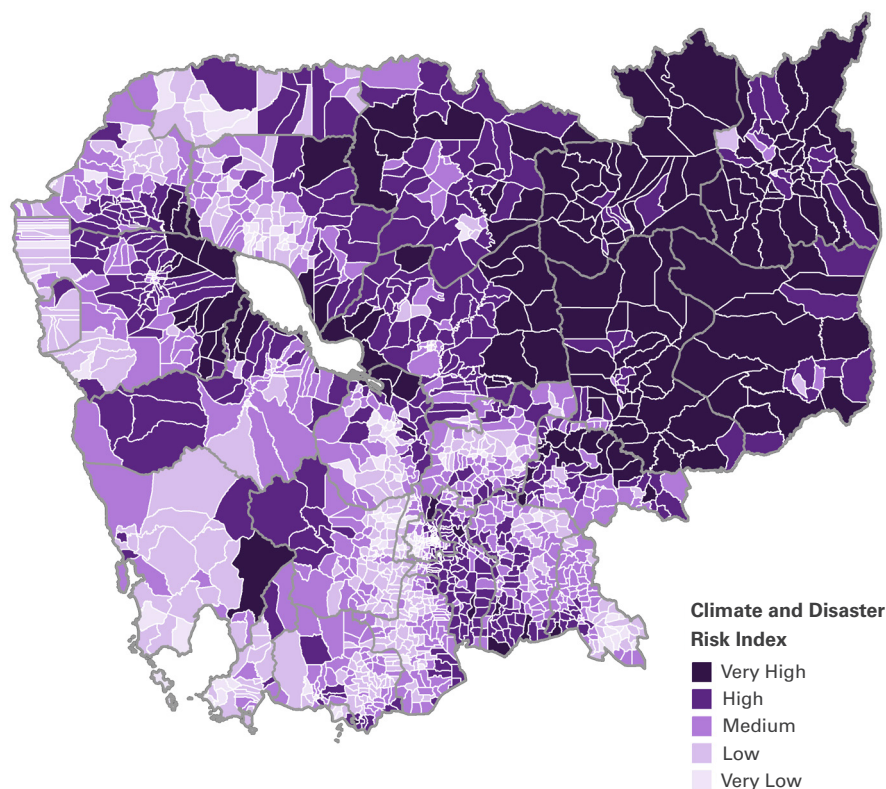 Climate and Disaster
Risk Index
Very High
High
Medium
Low
Very Low